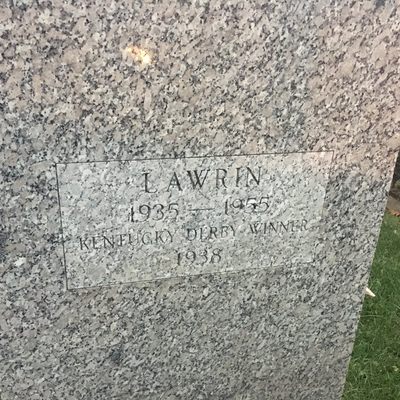 LAWRIN
1935 — 1955
KENTUCKY DERBY WINNER
1938